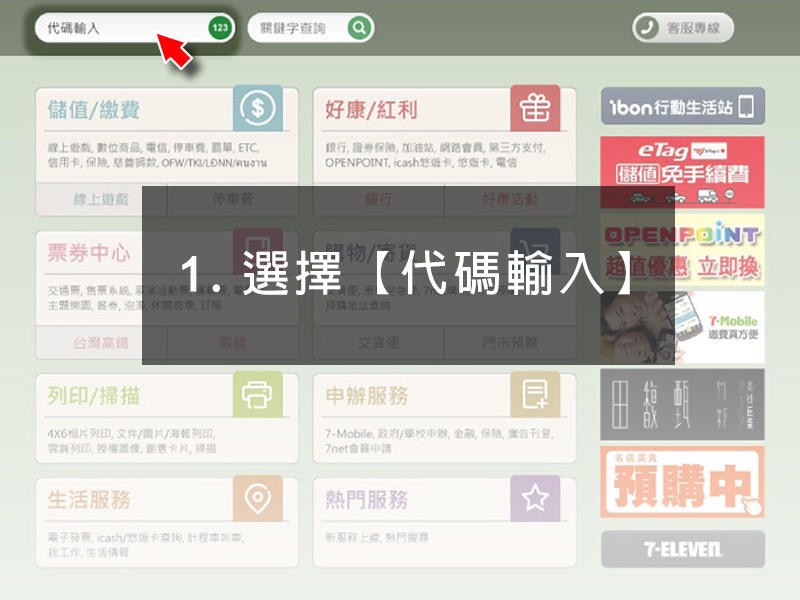 代碼輸入
123
關鍵字查詢
客服專線
儲值/繳費
線上遊戲, 數位商品, 電信, 停車費, 罰單, ETC,
信用卡, 保險, 慈善捐款, OFW/TKI/LĐNN/คนงาน
線上遊戲
停車費
好康/紅利
銀行, 證券保險, 加油站, 網路會員, 第三方支付,
OPENPOINT, icash悠遊卡, 悠遊卡, 電信
銀行
好康活動
ibon行動生活站
eTag
儲值免手續費
OPENPOINT
超值優惠 立即換
票券中心
主題樂園, 餐券, 泡湯, 休閒農場, 訂房
台灣高鐵
臺鐵
購物/寄貨
預購地址查詢
交貨便
門市預購
1. 選擇【代碼輸入】
7-Mobile
繳費真方便
列印/掃描
4X6相片列印, 文件/圖片/海報列印,
雲端列印, 授權圖像, 創意卡片, 掃描
申辦服務
7-Mobile, 政府/學校申辦, 金融, 保險, 廣告刊登,
7net會員申請
生活服務
電子發票, icash/悠遊卡查詢, 計程車叫車,
找工作, 生活情報
熱門服務
新服務上線, 熱門搜尋
名店美食
預購中
7-ELEVEN